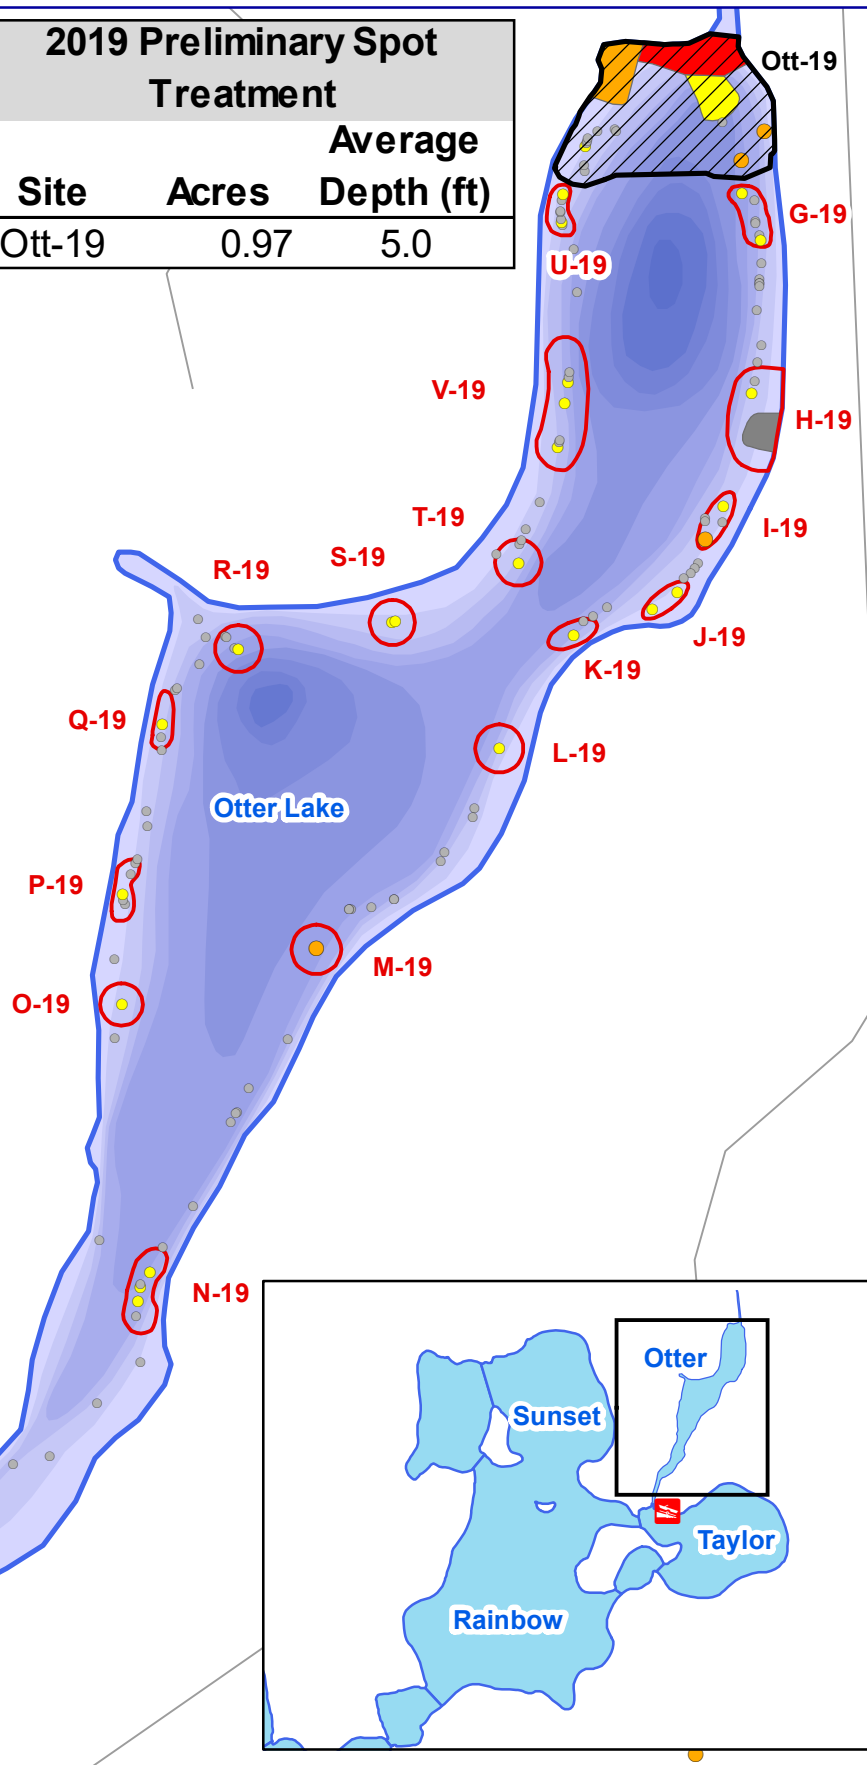 2019 Preliminary Spot
Treatment
Average
Site Acres Depth (ft)
Ott-19 0.97 5.0
Ott-19
G-19
U-19
V-19
H-19
T-19
I-19
S-19
R-19
J-19
K-19
Q-19
L-19
Otter Lake
P-19
M-19
O-19
N-19
Otter
Sunset
Taylor
Rainbow